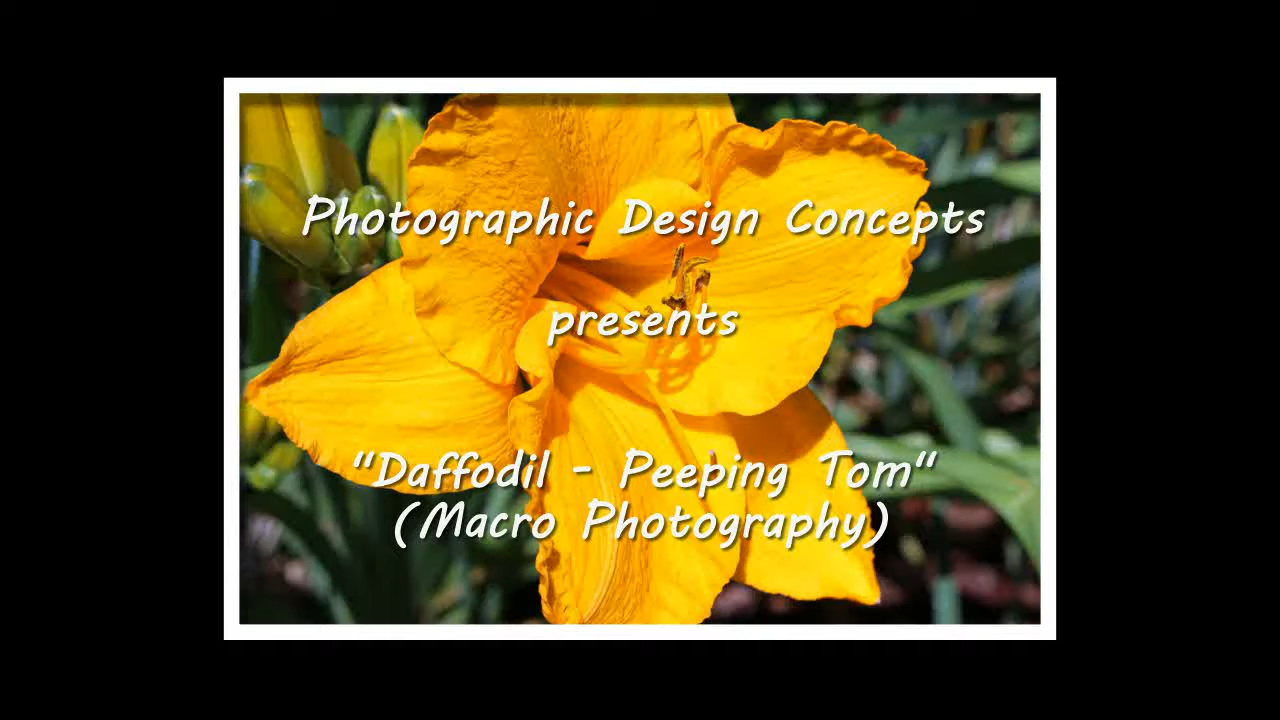 Photographic Design Concepts
presents
"Daffodil - Peeping Tom"
(Macro Photography)